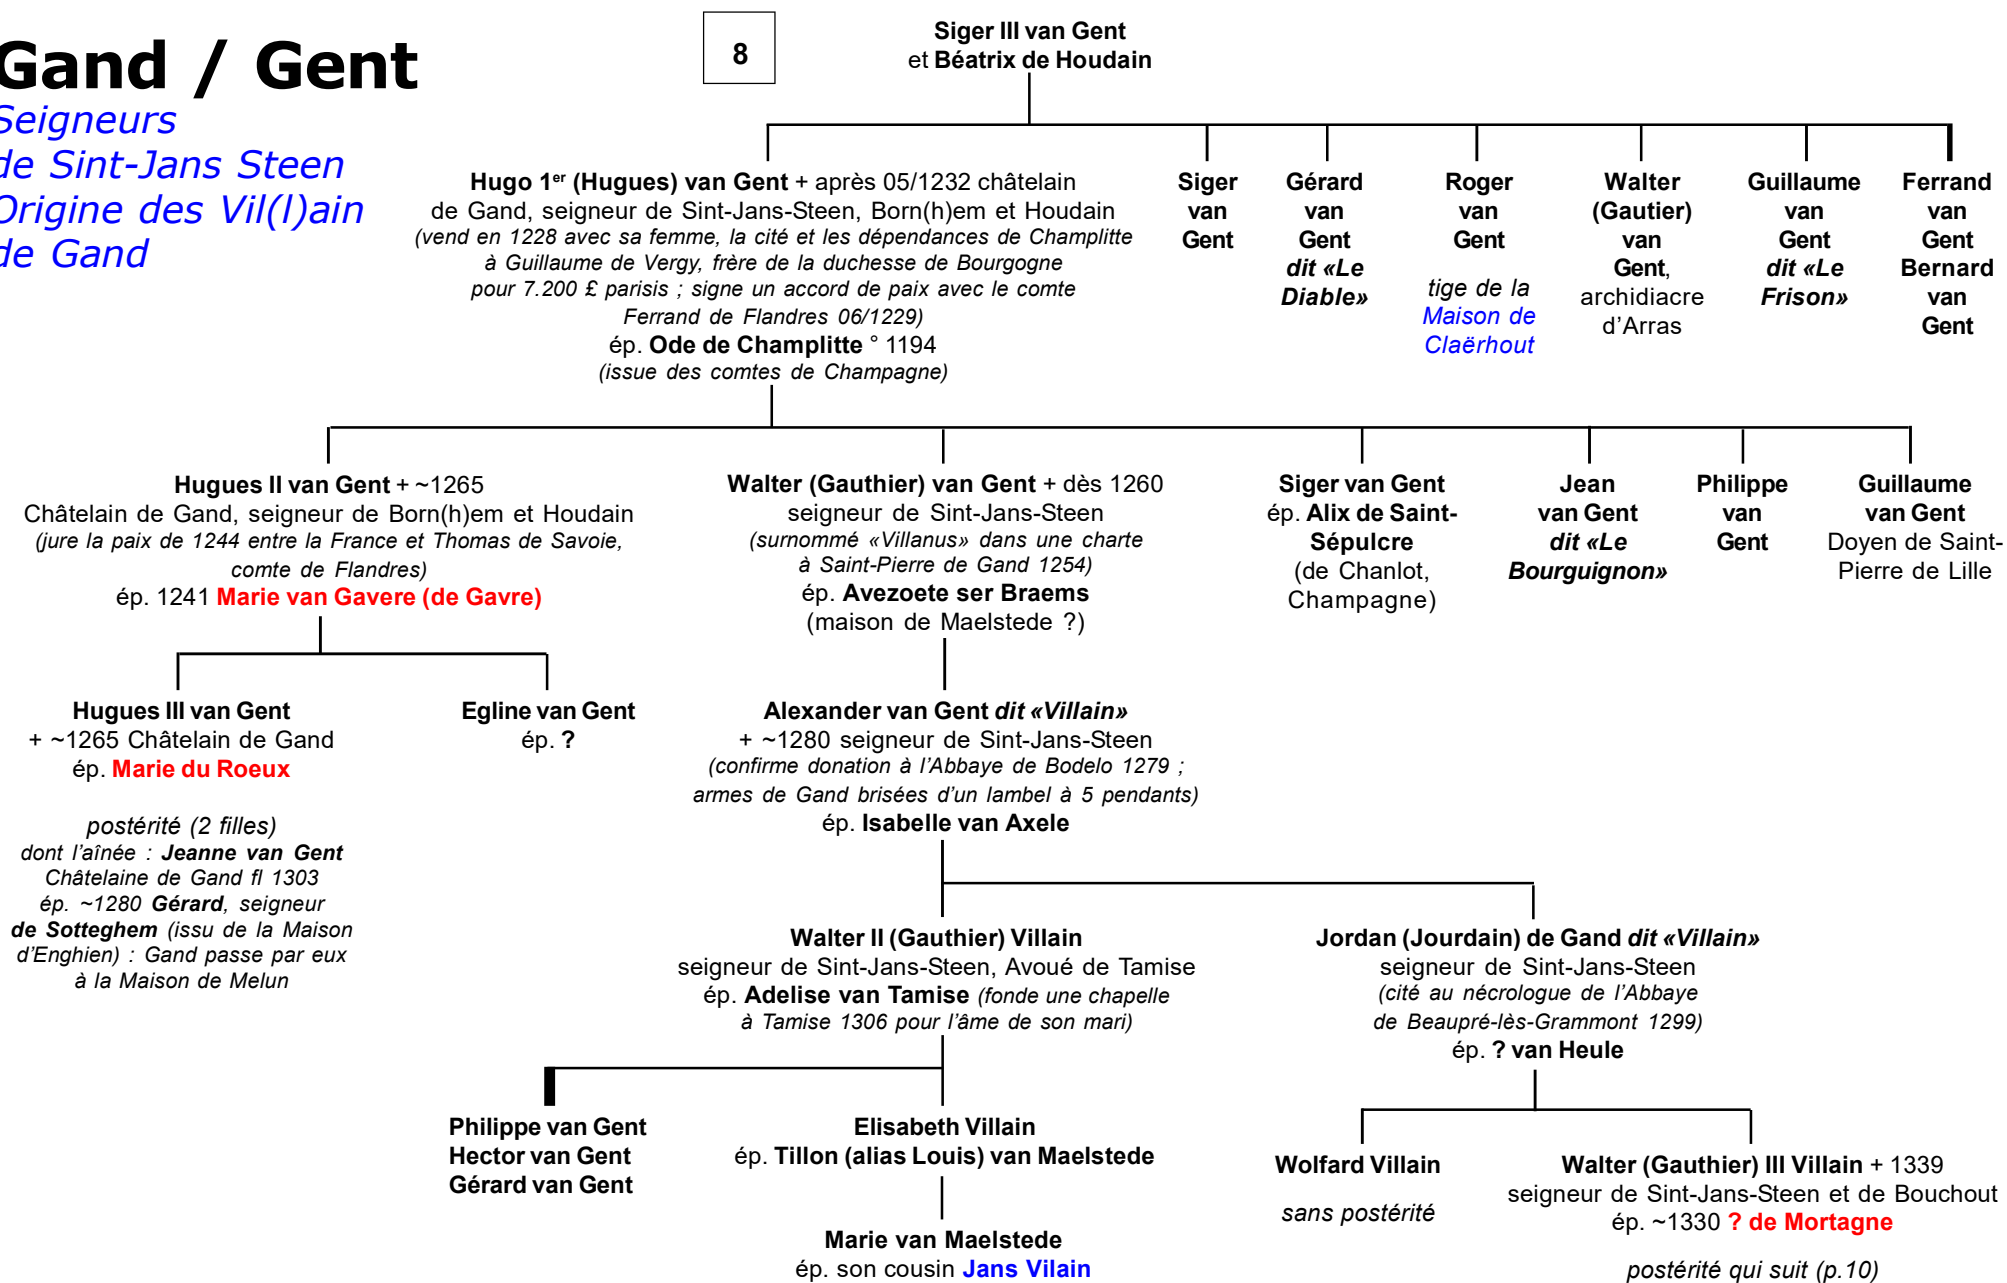 Gand / Gent
Seigneurs
de Sint-Jans Steen
Origine des Vil(l)ain
de Gand
8
Siger III van Gent
et Béatrix de Houdain
Hugo 1er (Hugues) van Gent + après 05/1232 châtelain
de Gand, seigneur de Sint-Jans-Steen, Born(h)em et Houdain
(vend en 1228 avec sa femme, la cité et les dépendances de Champlitte
à Guillaume de Vergy, frère de la duchesse de Bourgogne
pour 7.200 £ parisis ; signe un accord de paix avec le comte
Ferrand de Flandres 06/1229)
ép. Ode de Champlitte ° 1194
(issue des comtes de Champagne)
Siger
van
Gent
Gérard
van
Gent
dit «Le
Diable»
Roger
van
Gent
tige de la
Maison de
Claërhout
Walter
(Gautier)
van
Gent,
archidiacre
d'Arras
Guillaume
van
Gent
dit «Le
Frison»
Ferrand
van
Gent
Bernard
van
Gent
Hugues II van Gent + ~1265
Châtelain de Gand, seigneur de Born(h)em et Houdain
(jure la paix de 1244 entre la France et Thomas de Savoie,
comte de Flandres)
ép. 1241 Marie van Gavere (de Gavre)
Walter (Gauthier) van Gent + dès 1260
seigneur de Sint-Jans-Steen
(surnommé «Villanus» dans une charte
à Saint-Pierre de Gand 1254)
ép. Avezoete ser Braems
(maison de Maelstede ?)
Siger van Gent
ép. Alix de Saint-
Sépulcre
(de Chanlot,
Champagne)
Jean
van Gent
dit «Le
Bourguignon»
Philippe
van
Gent
Guillaume
van Gent
Doyen de Saint-
Pierre de Lille
Hugues III van Gent
+ ~1265 Châtelain de Gand
ép. Marie du Roeux
postérité (2 filles)
dont l'aînée : Jeanne van Gent
Châtelaine de Gand fl 1303
ép. ~1280 Gérard, seigneur
de Sotteghem (issu de la Maison
d'Enghien) : Gand passe par eux
à la Maison de Melun
Egline van Gent
ép. ?
Alexander van Gent dit «Villain»
+ ~1280 seigneur de Sint-Jans-Steen
(confirme donation à l'Abbaye de Bodelo 1279 ;
armes de Gand brisées d'un lambel à 5 pendants)
ép. Isabelle van Axele
Walter II (Gauthier) Villain
seigneur de Sint-Jans-Steen, Avoué de Tamise
ép. Adelise van Tamise (fonde une chapelle
à Tamise 1306 pour l'âme de son mari)
Jordan (Jourdain) de Gand dit «Villain»
seigneur de Sint-Jans-Steen
(cité au nécrologue de l'Abbaye
de Beaupré-lès-Grammont 1299)
ép. ? van Heule
Philippe van Gent
Hector van Gent
Gérard van Gent
Elisabeth Villain
ép. Tillon (alias Louis) van Maelstede
Marie van Maelstede
ép. son cousin Jans Vilain
Wolfard Villain
sans postérité
Walter (Gauthier) III Villain + 1339
seigneur de Sint-Jans-Steen et de Bouchout
ép. ~1330 ? de Mortagne
postérité qui suit (p.10)